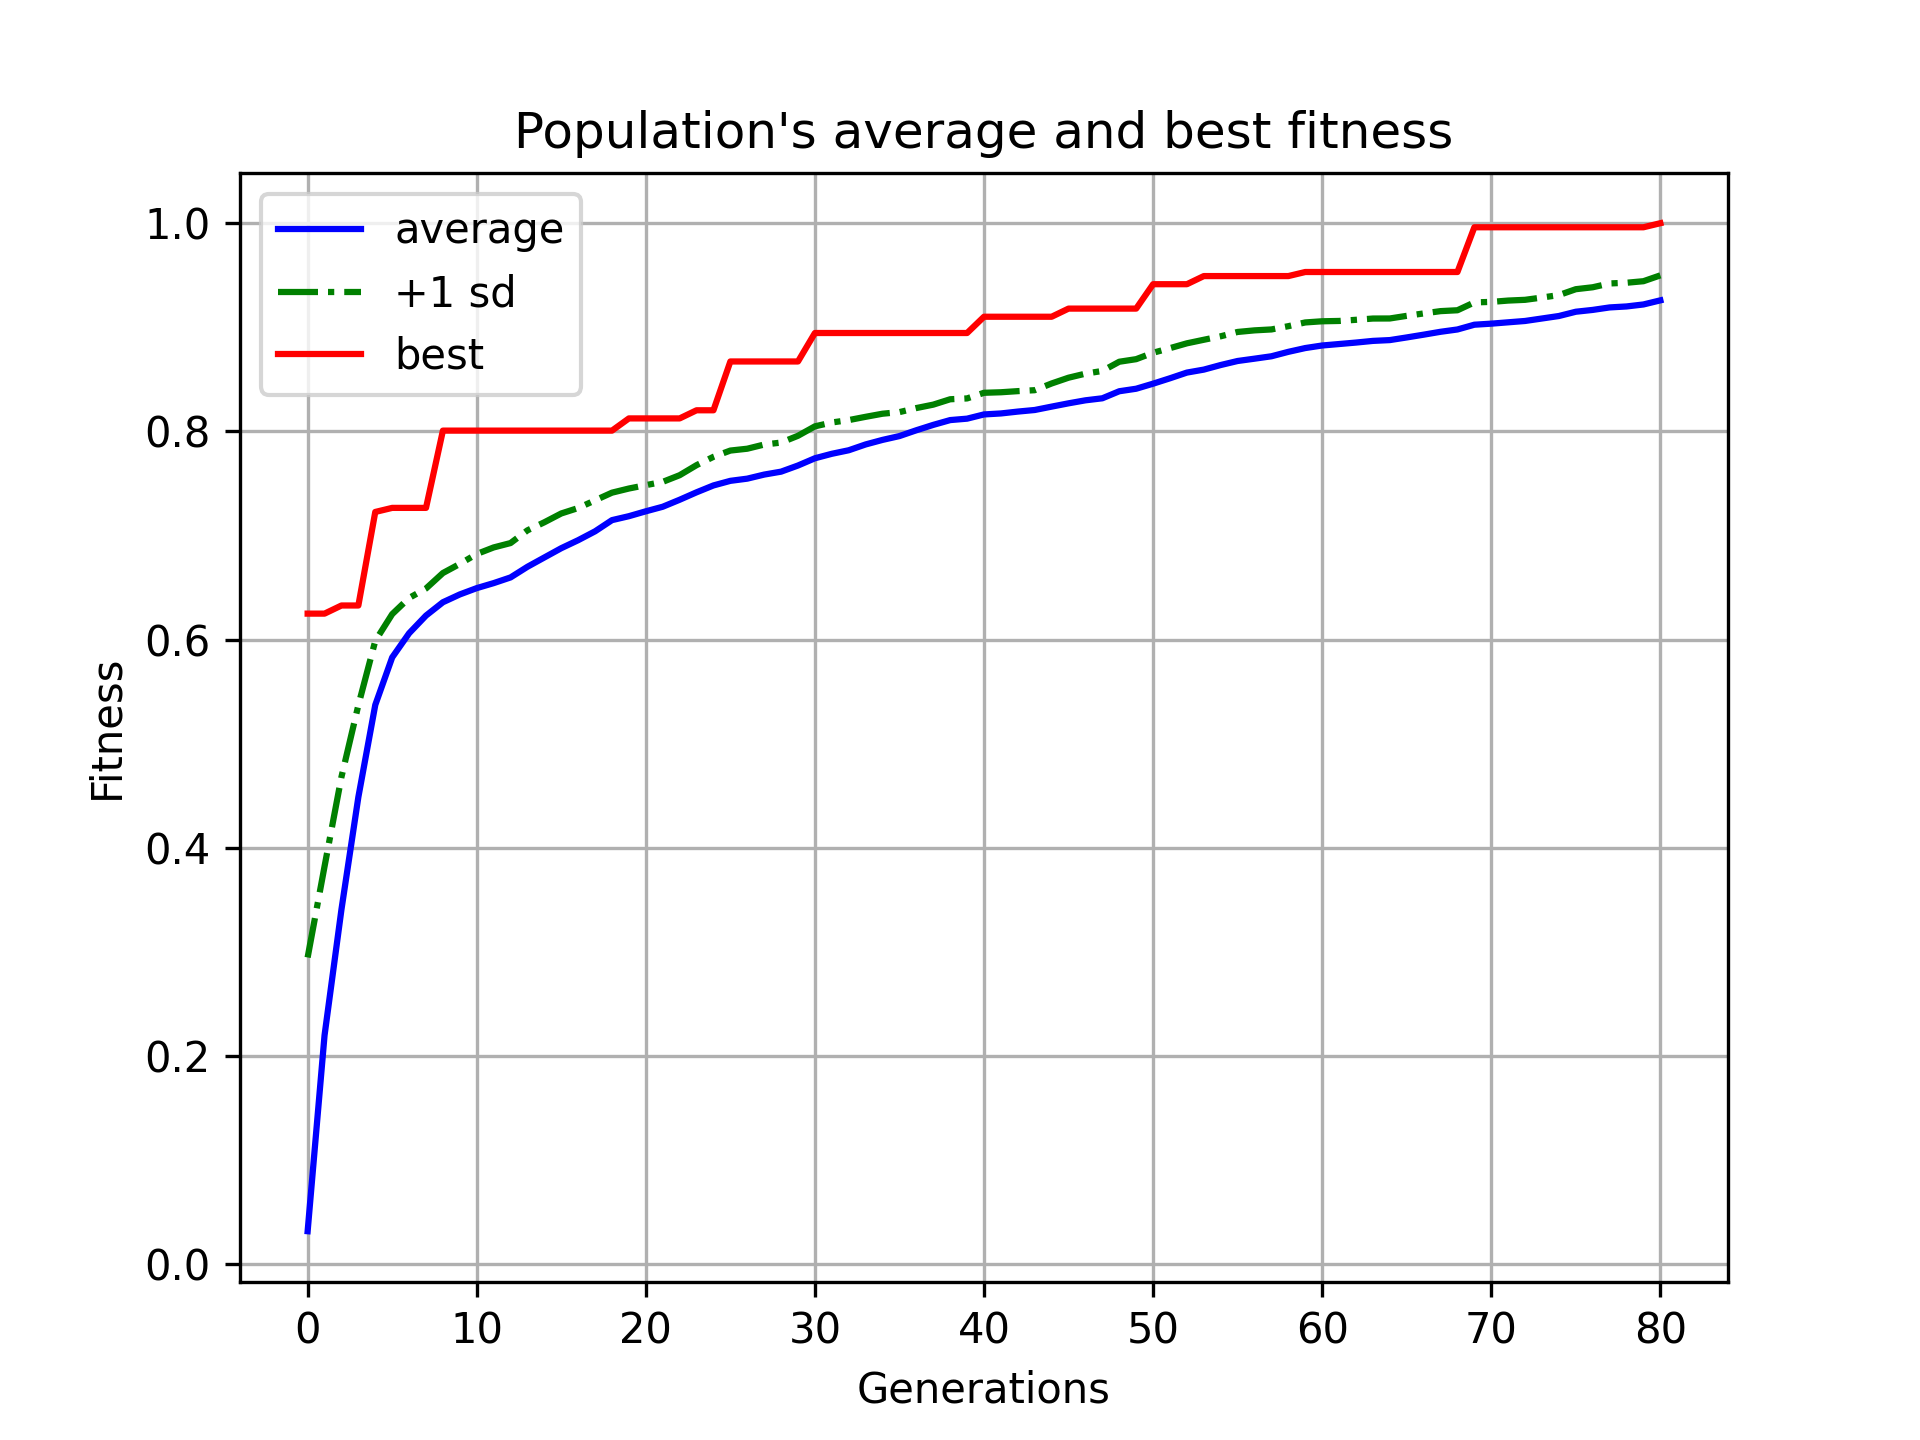 Population's average and best fitness
average
+1 sd
best
1.0
0.8
0.6
0.4
0.2
0.0
Fitness
0 10 20 30 40 50 60 70 80
Generations